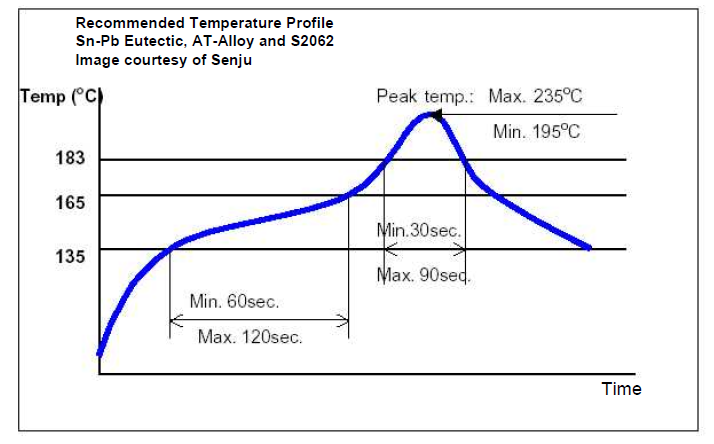 Recommended Temperature Profile
Sn-Pb Eutectic, AT-Alloy and S2062
Image courtesy of Senju
Temp (°C)
Peak temp.: Max. 235°C
Min. 195°C
183
165
135
Min.30sec.
Max. 90sec.
Min. 60sec.
Max. 120sec.
Time